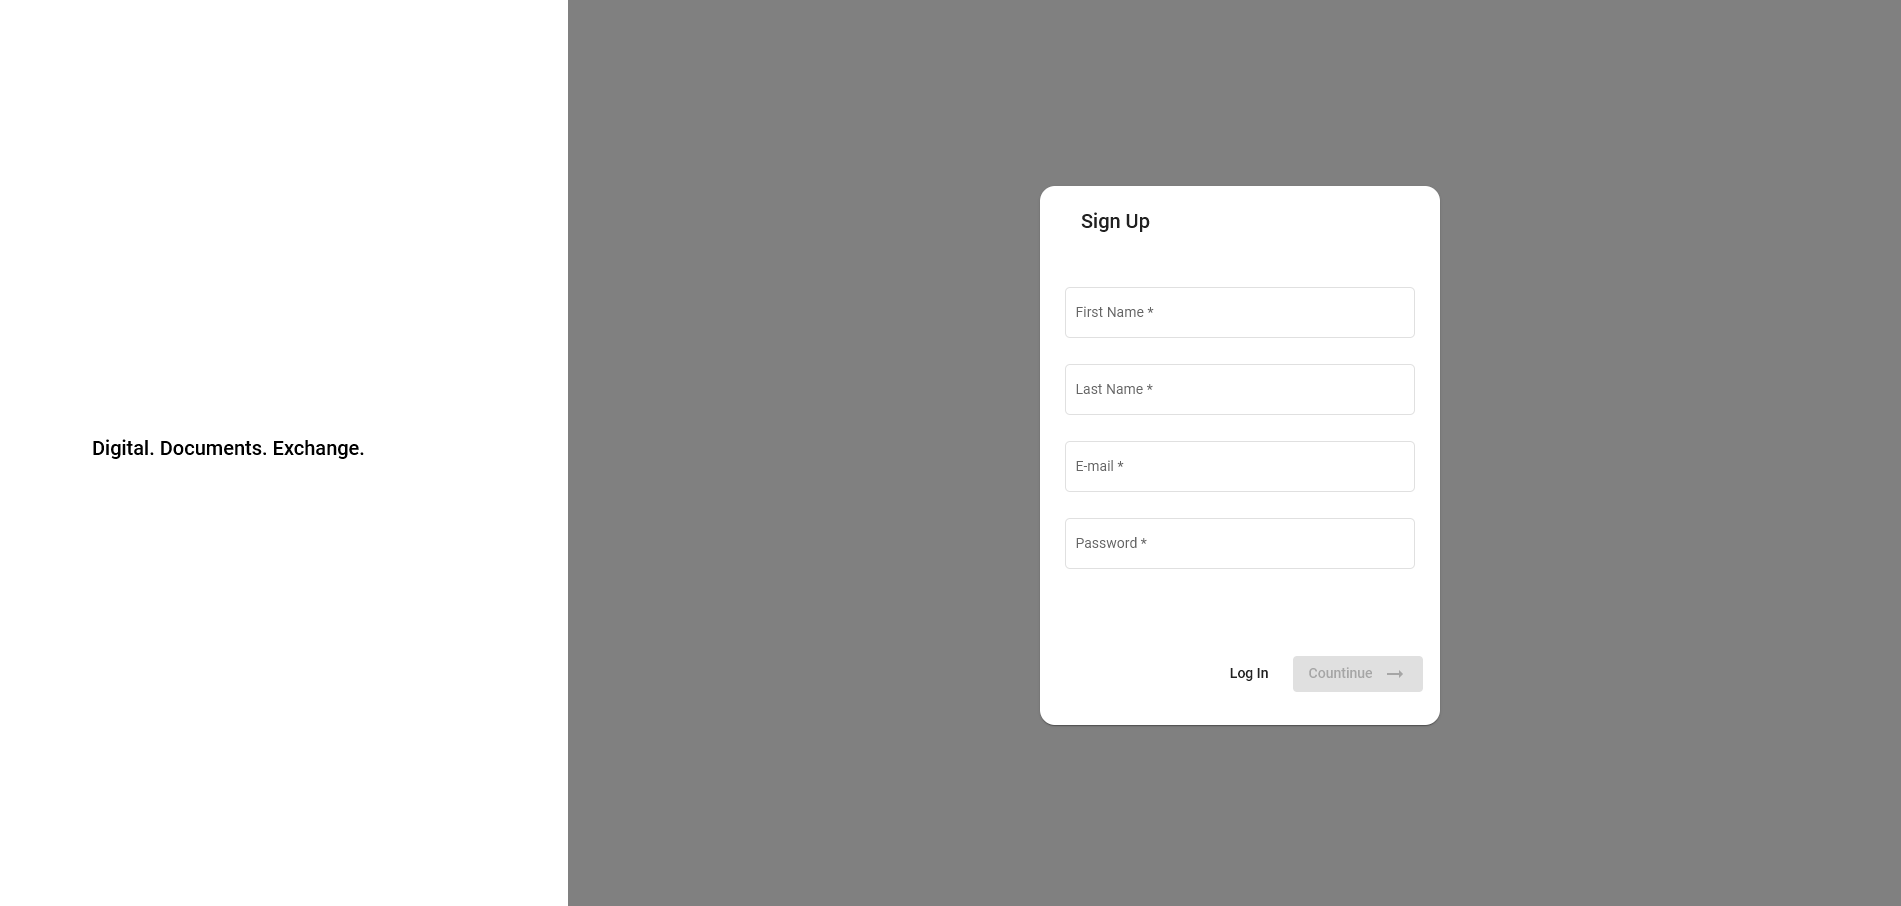 Digital. Documents. Exchange.
Sign Up
First Name *
Last Name *
E-mail *
Password *
Log In
Countinue